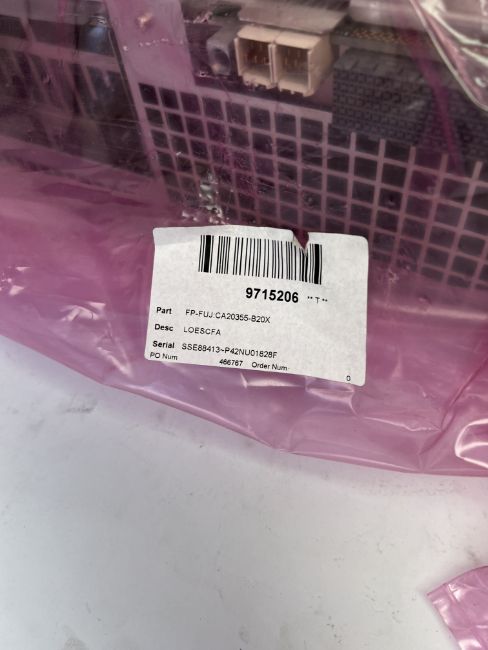 9715206 ** T **
Part FP-FUJ:CA20355-B20X
Desc LOESCFA
Serial SSE88413~P42NU01828F
PO Num 466767 Order Num·
0